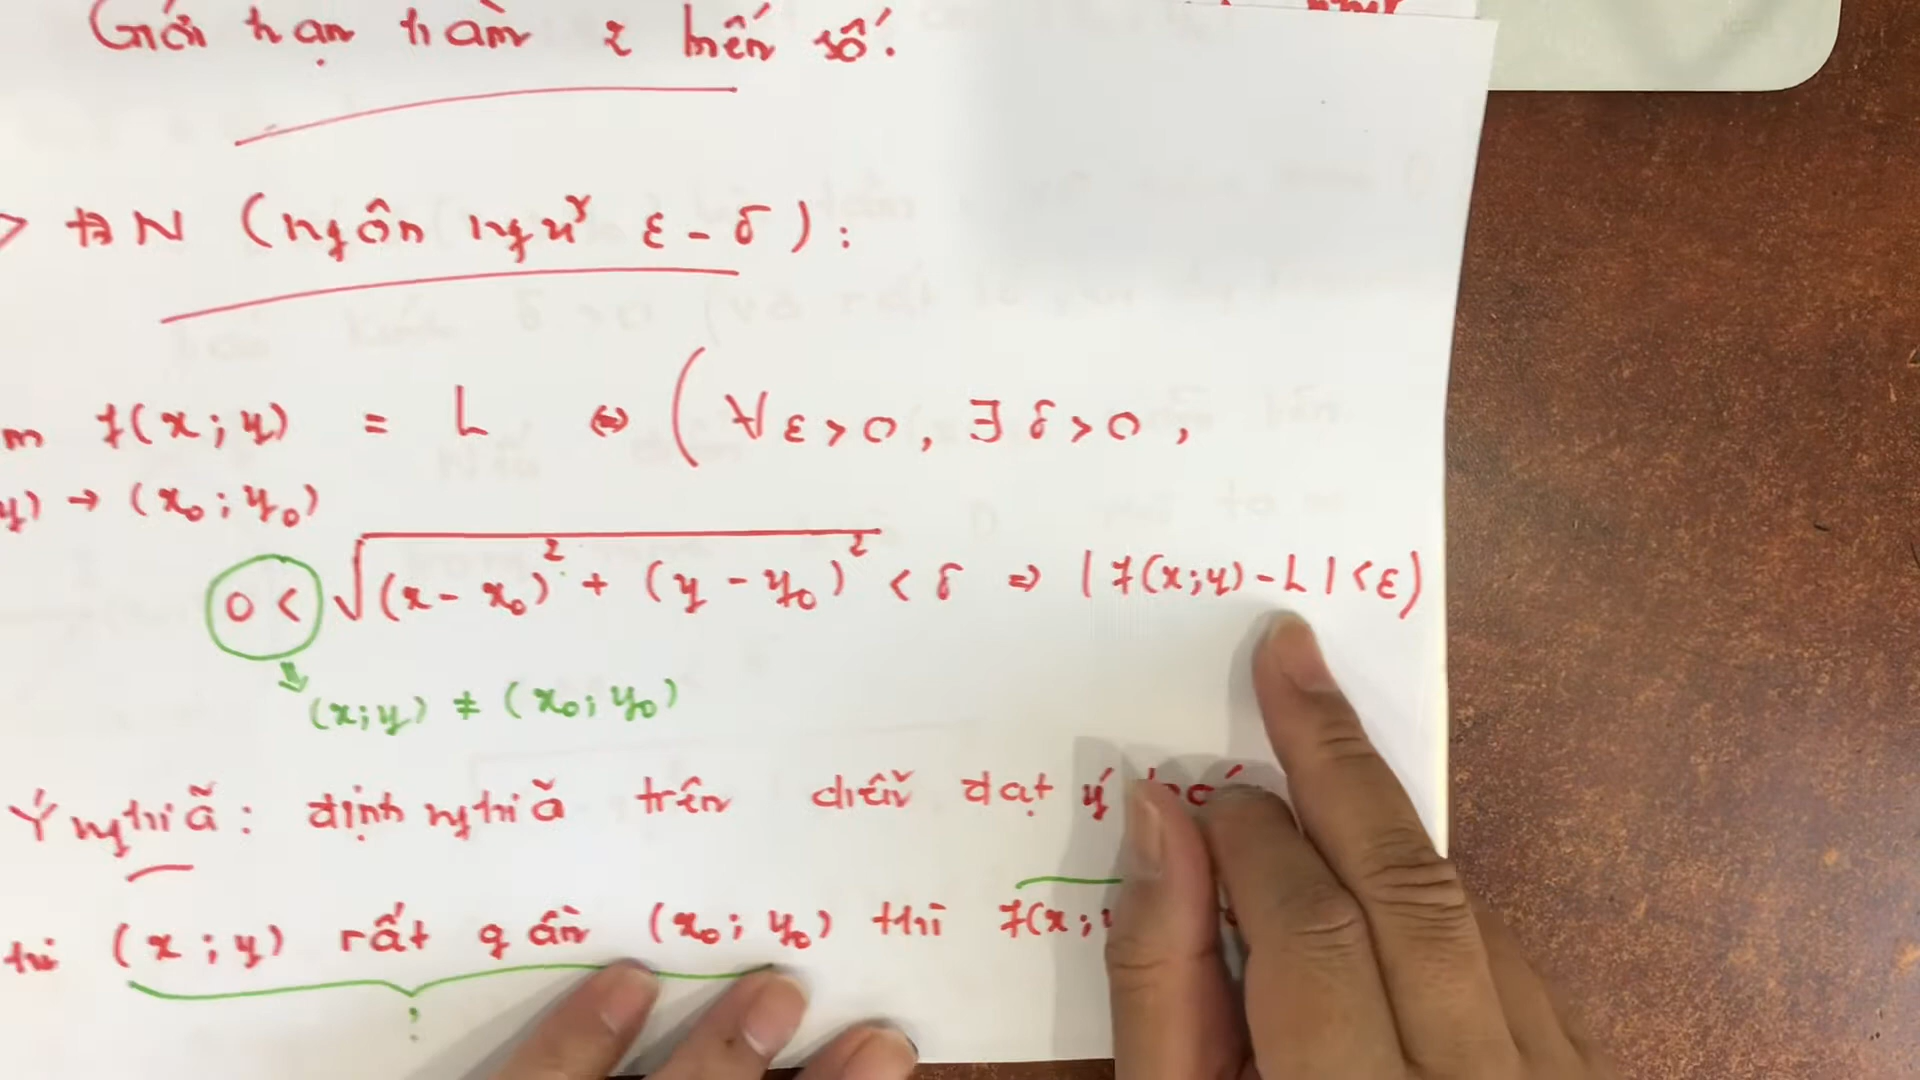 Giới hạn hàm 2 biến số.
ĐN (ngôn ngữ ε - δ):
m f(x;y) = L ⇔ ( ∀ε>0, ∃δ>0,
y) → (x₀;y₀)
0 < √((x-x₀)² + (y-y₀)²) < δ ⇒ |f(x;y) - L| < ε)
(x;y) ≠ (x₀;y₀)
Ý nghĩa: định nghĩa trên diễn đạt ý
(x;y) rất gần (x₀;y₀) thì f(x;
?